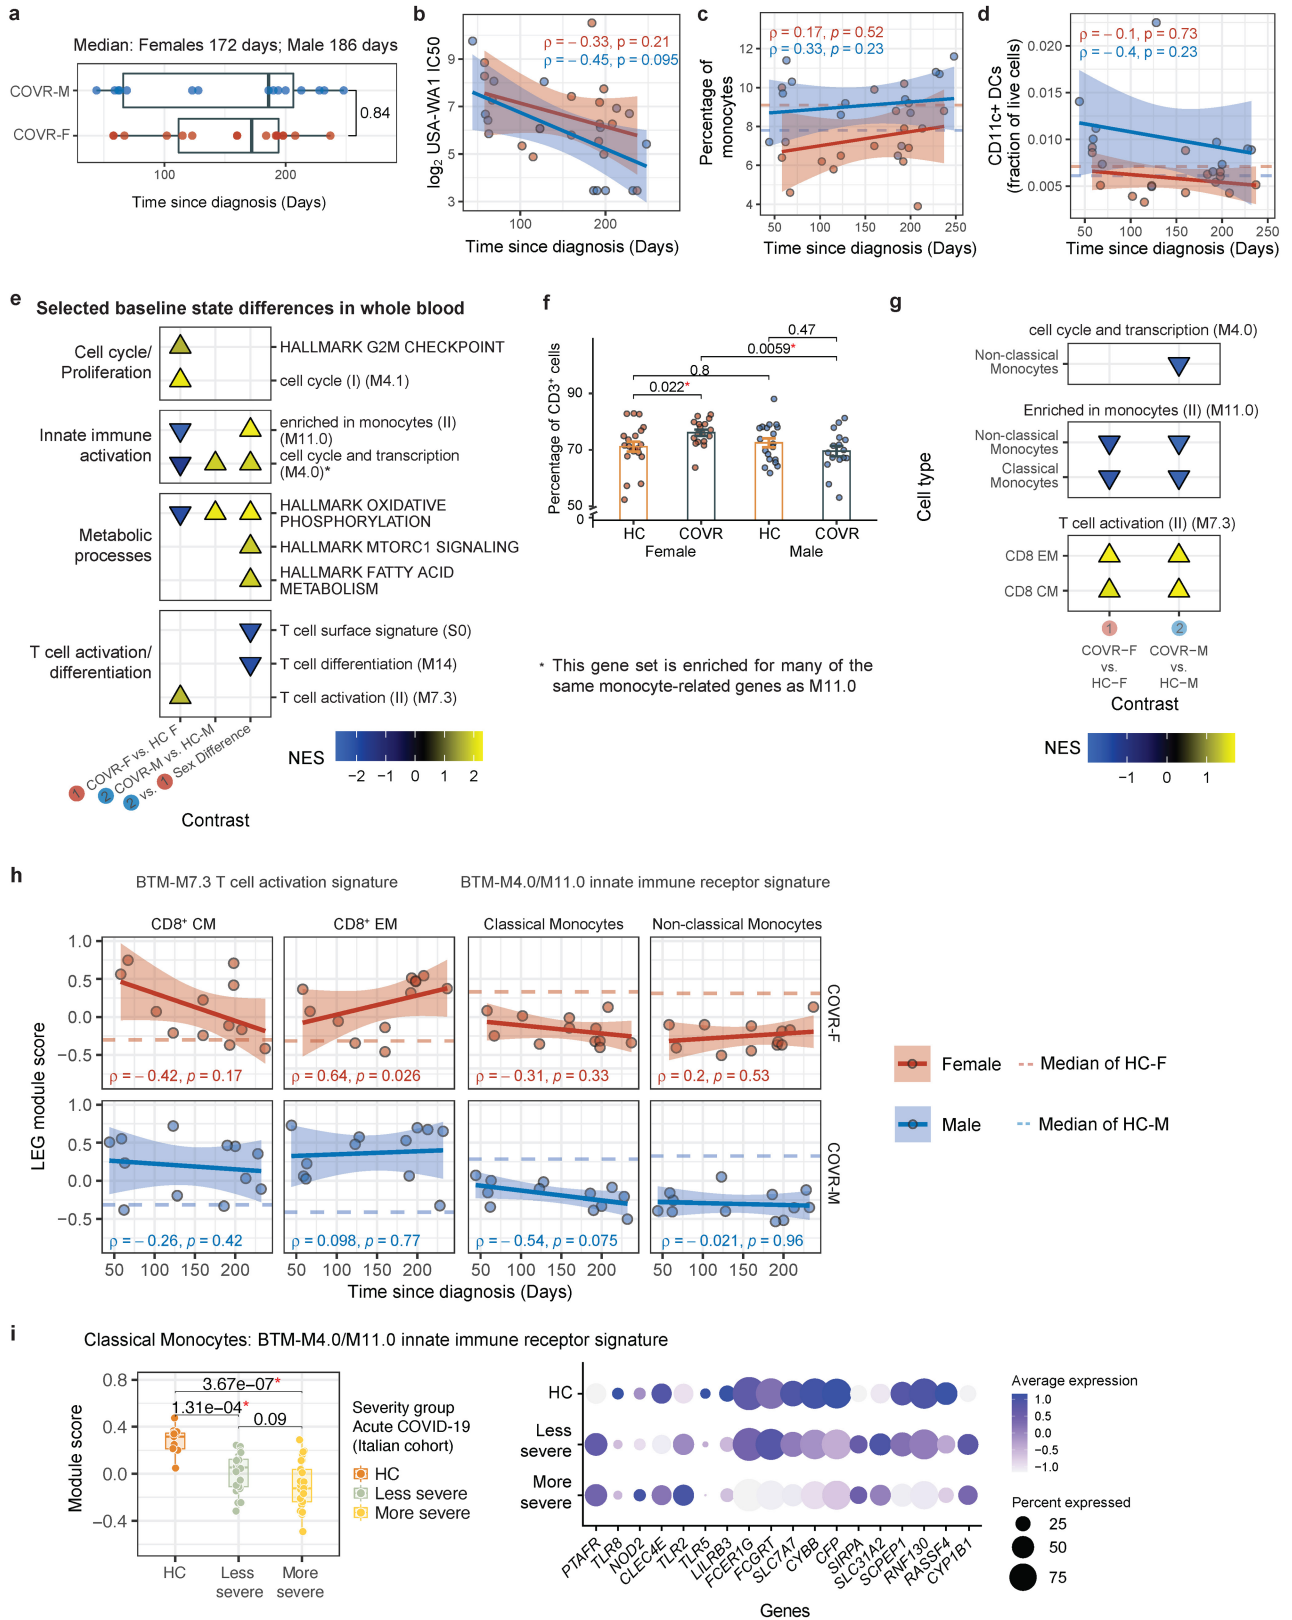 a
Median: Females 172 days; Male 186 days
COVR-M
COVR-F
0.84
100
200
Time since diagnosis (Days)
b
log2 USA-WA1 IC50
9
7
5
3
ρ = − 0.33, p = 0.21
ρ = − 0.45, p = 0.095
100
200
Time since diagnosis (Days)
c
Percentage of
monocytes
12
10
8
6
4
ρ = 0.17, p = 0.52
ρ = 0.33, p = 0.23
50
100
150
200
250
Time since diagnosis (Days)
d
CD11c+ DCs
(fraction of live cells)
0.020
0.015
0.010
0.005
ρ = − 0.1, p = 0.73
ρ = − 0.4, p = 0.23
50
100
150
200
250
Time since diagnosis (Days)
e
Selected baseline state differences in whole blood
Cell cycle/
Proliferation
HALLMARK G2M CHECKPOINT
cell cycle (I) (M4.1)
Innate immune
activation
enriched in monocytes (II)
(M11.0)
cell cycle and transcription
(M4.0)*
Metabolic
processes
HALLMARK OXIDATIVE
PHOSPHORYLATION
HALLMARK MTORC1 SIGNALING
HALLMARK FATTY ACID
METABOLISM
T cell activation/
differentiation
T cell surface signature (S0)
T cell differentiation (M14)
T cell activation (II) (M7.3)
1 COVR-F vs. HC F
2 COVR-M vs. HC-M
2 vs. 1 Sex Difference
Contrast
NES
−2 −1 0 1 2
f
Percentage of CD3+ cells
90
70
50
0
0.47
0.0059*
0.8
0.022*
HC COVR HC COVR
Female Male
* This gene set is enriched for many of the
same monocyte-related genes as M11.0
g
Cell type
cell cycle and transcription (M4.0)
Non-classical
Monocytes
Enriched in monocytes (II) (M11.0)
Non-classical
Monocytes
Classical
Monocytes
T cell activation (II) (M7.3)
CD8 EM
CD8 CM
1 2
COVR−F COVR−M
vs. vs.
HC−F HC−M
Contrast
NES
−1 0 1
h
BTM-M7.3 T cell activation signature
BTM-M4.0/M11.0 innate immune receptor signature
CD8+ CM
CD8+ EM
Classical Monocytes
Non-classical Monocytes
LEG module score
1.0
0.5
0.0
−0.5
ρ = − 0.42, p = 0.17
ρ = 0.64, p = 0.026
ρ = − 0.31, p = 0.33
ρ = 0.2, p = 0.53
COVR-F
1.0
0.5
0.0
−0.5
ρ = − 0.26, p = 0.42
ρ = 0.098, p = 0.77
ρ = − 0.54, p = 0.075
ρ = − 0.021, p = 0.96
COVR-M
50 100 150 200
50 100 150 200
50 100 150 200
50 100 150 200
Time since diagnosis (Days)
Female
Median of HC-F
Male
Median of HC-M
i
Classical Monocytes: BTM-M4.0/M11.0 innate immune receptor signature
Module score
0.8
0.4
0.0
−0.4
3.67e−07*
1.31e−04*
0.09
HC
Less
severe
More
severe
Severity group
Acute COVID-19
(Italian cohort)
HC
Less severe
More severe
HC
Less
severe
More
severe
PTAFR
TLR8
NOD2
CLEC4E
TLR2
TLR5
LILRB3
FCER1G
FCGRT
SLC7A7
CYBB
CFP
SIRPA
SLC31A2
SCPEP1
RNF130
RASSF4
CYP1B1
Genes
Average expression
1.0
0.5
0.0
−0.5
−1.0
Percent expressed
25
50
75